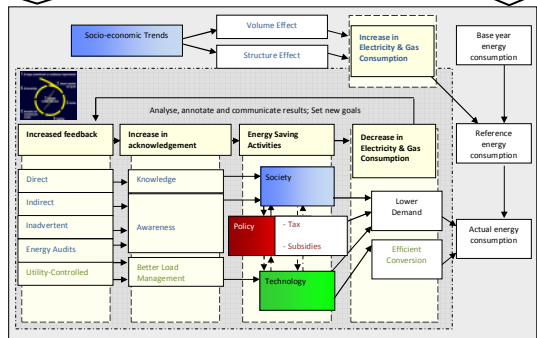 Socio-economic Trends
Volume Effect
Structure Effect
Increase in
Electricity & Gas
Consumption
Base year
energy
consumption
Analyse, annotate and communicate results; Set new goals
Increased feedback
Increase in
acknowledgement
Energy Saving
Activities
Decrease in
Electricity & Gas
Consumption
Reference
energy
consumption
Direct
Indirect
Inadvertent
Energy Audits
Utility-Controlled
Knowledge
Awareness
Better Load
Management
Society
Policy
- Tax
- Subsidies
Technology
Lower
Demand
Efficient
Conversion
Actual energy
consumption